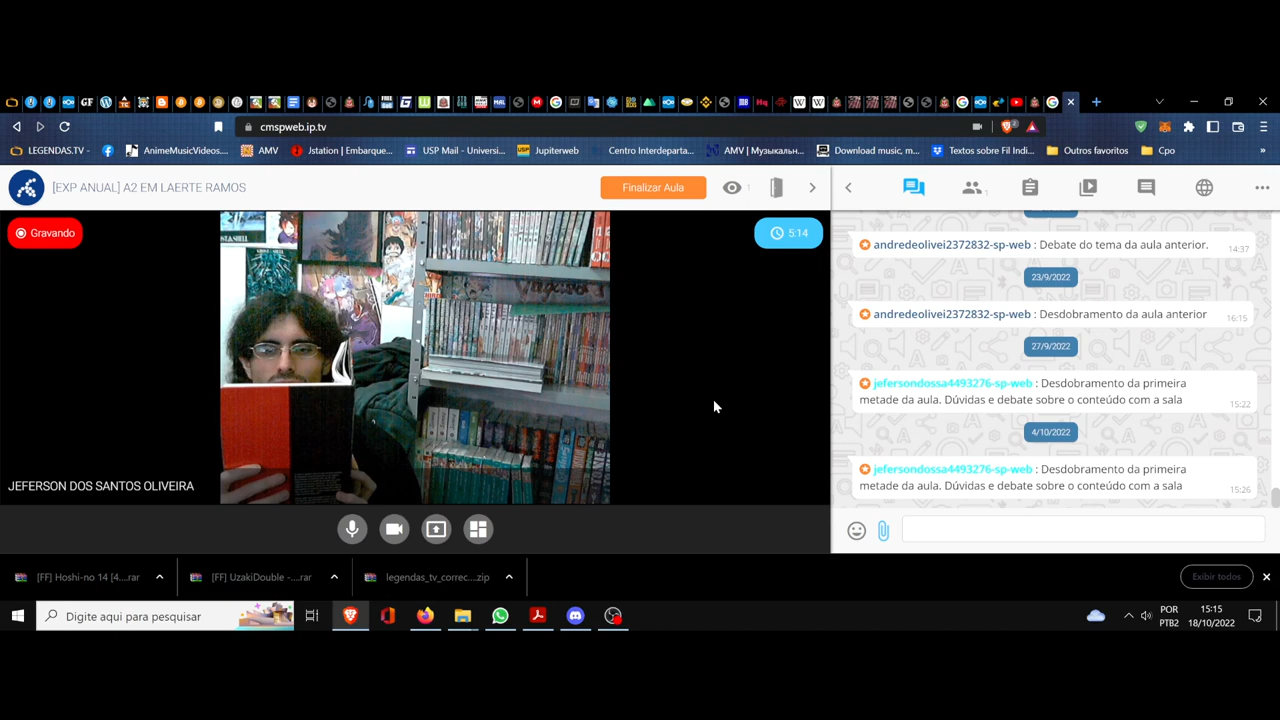 cmspweb.ip.tv
2
LEGENDAS.TV -
AnimeMusicVideos...
AMV
Jstation | Embarque...
USP Mail - Universi...
Jupiterweb
Centro Interdeparta...
AMV | Музыкальн...
Download music, m...
Textos sobre Fil Indi...
Outros favoritos
Cpo
»
[EXP ANUAL] A2 EM LAERTE RAMOS
Finalizar Aula
1
1
Gravando
5:14
JEFERSON DOS SANTOS OLIVEIRA
andredeolivei2372832-sp-web : Debate do tema da aula anterior.
14:37
23/9/2022
andredeolivei2372832-sp-web : Desdobramento da aula anterior
16:15
27/9/2022
jefersondossa4493276-sp-web : Desdobramento da primeira
metade da aula. Dúvidas e debate sobre o conteúdo com a sala
15:22
4/10/2022
jefersondossa4493276-sp-web : Desdobramento da primeira
metade da aula. Dúvidas e debate sobre o conteúdo com a sala
15:26
[FF] Hoshi-no 14 [4....rar
[FF] UzakiDouble -....rar
legendas_tv_correc....zip
Exibir todos
Digite aqui para pesquisar
POR
PTB2
15:15
18/10/2022